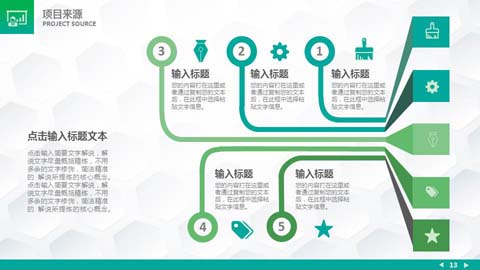 项目来源
PROJECT SOURCE
3
2
1
输入标题
您的内容打在这里或
者通过复制您的文本
后，在此框中选择粘
贴文字信息。
输入标题
您的内容打在这里或
者通过复制您的文本
后，在此框中选择粘
贴文字信息。
输入标题
您的内容打在这里或
者通过复制您的文本
后，在此框中选择粘
贴文字信息。
点击输入标题文本
点击输入简要文字解说，解
说文字尽量概括精炼，不用
多余的文字修饰，简洁精准
的 解说所提炼的核心概念。
点击输入简要文字解说，解
说文字尽量概括精炼，不用
多余的文字修饰，简洁精准
的 解说所提炼的核心概念。
输入标题
您的内容打在这里或
者通过复制您的文本
后，在此框中选择粘
贴文字信息。
输入标题
您的内容打在这里或
者通过复制您的文本
后，在此框中选择粘
贴文字信息。
4
5
13